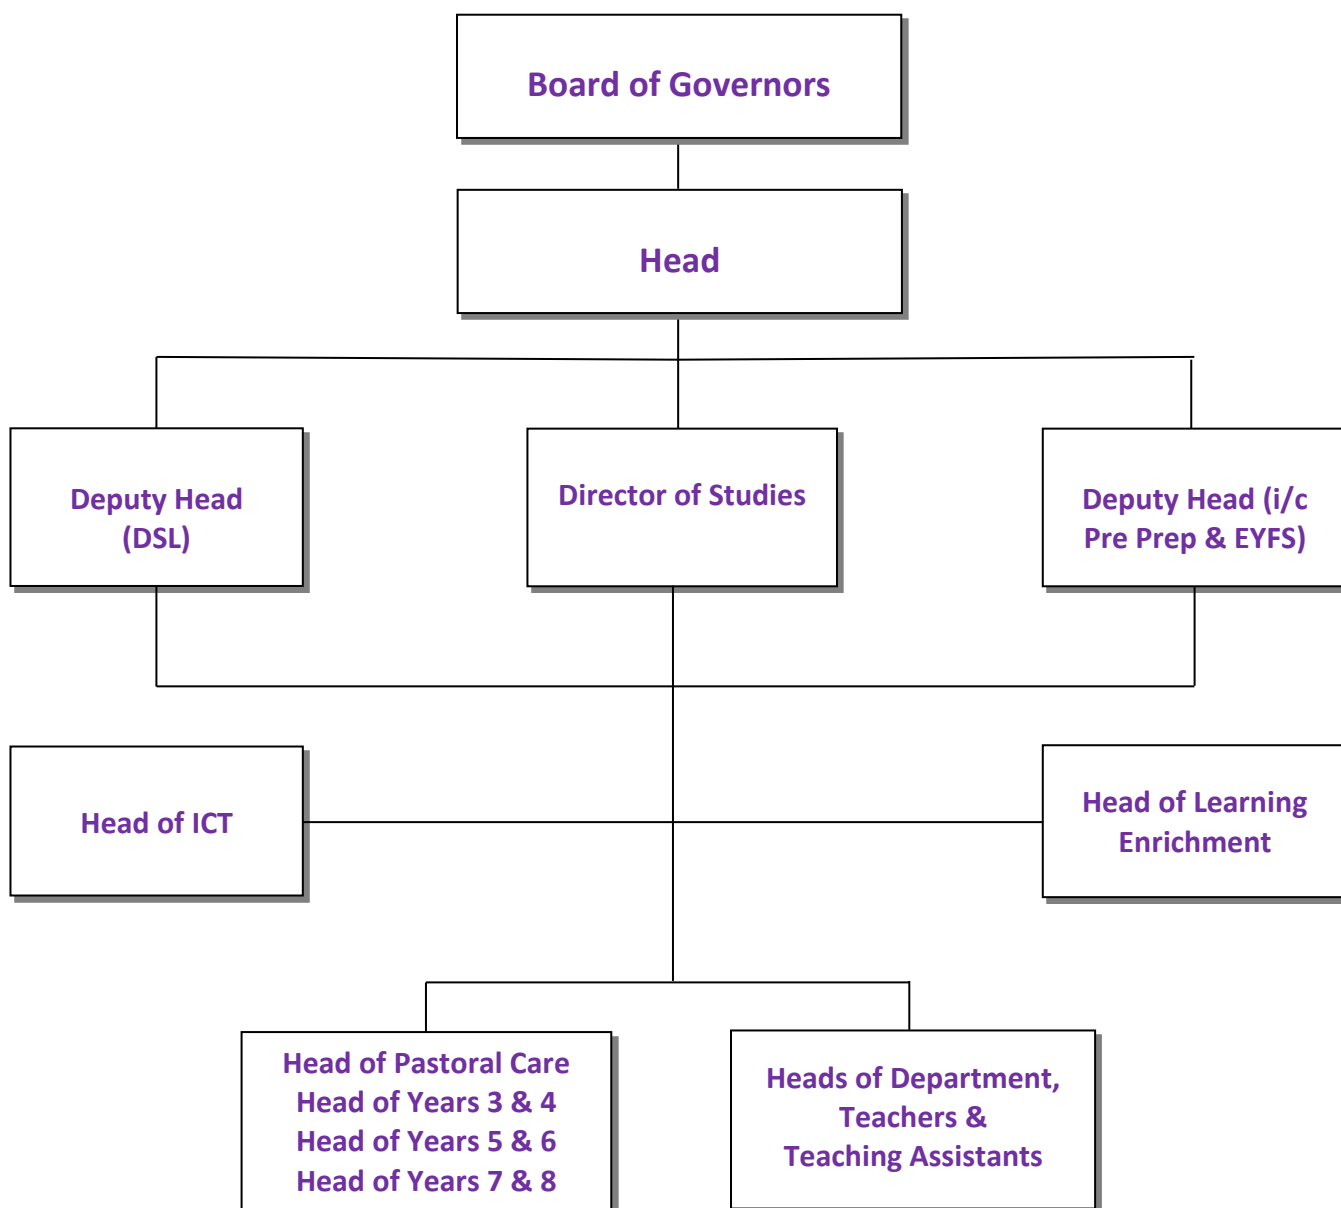 Board of Governors
Head
Deputy Head
(DSL)
Director of Studies
Deputy Head (i/c
Pre Prep & EYFS)
Head of ICT
Head of Learning
Enrichment
Head of Pastoral Care
Head of Years 3 & 4
Head of Years 5 & 6
Head of Years 7 & 8
Heads of Department,
Teachers &
Teaching Assistants